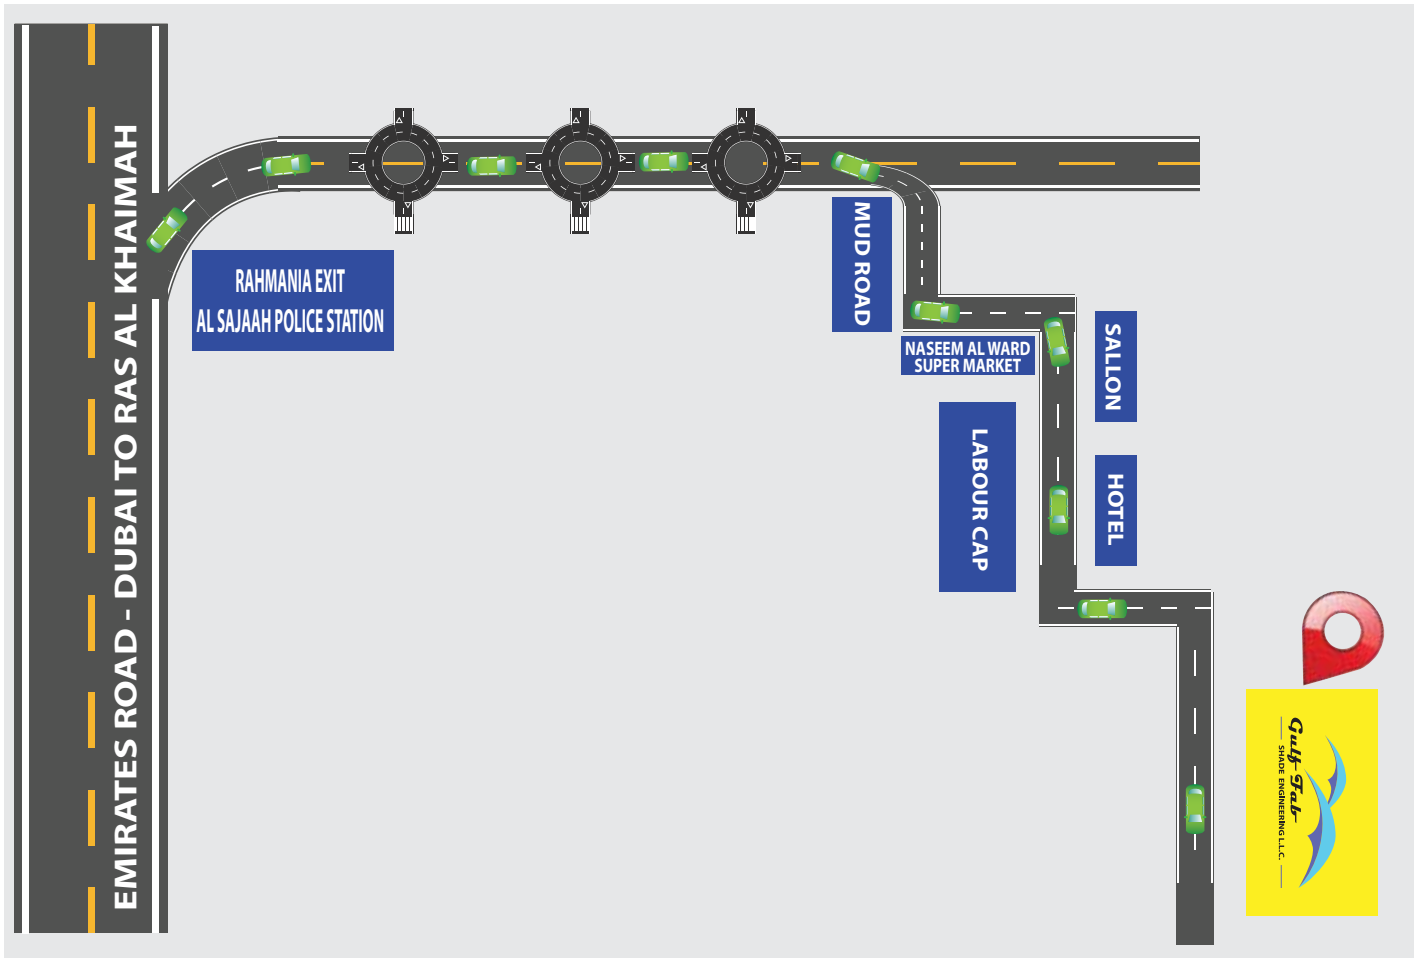 EMIRATES ROAD - DUBAI TO RAS AL KHAIMAH
RAHMANIA EXIT
AL SAJAAH POLICE STATION
MUD ROAD
NASEEM AL WARD
SUPER MARKET
SALLON
LABOUR CAP
HOTEL
Gulf Fab
SHADE ENGINEERING L.L.C.